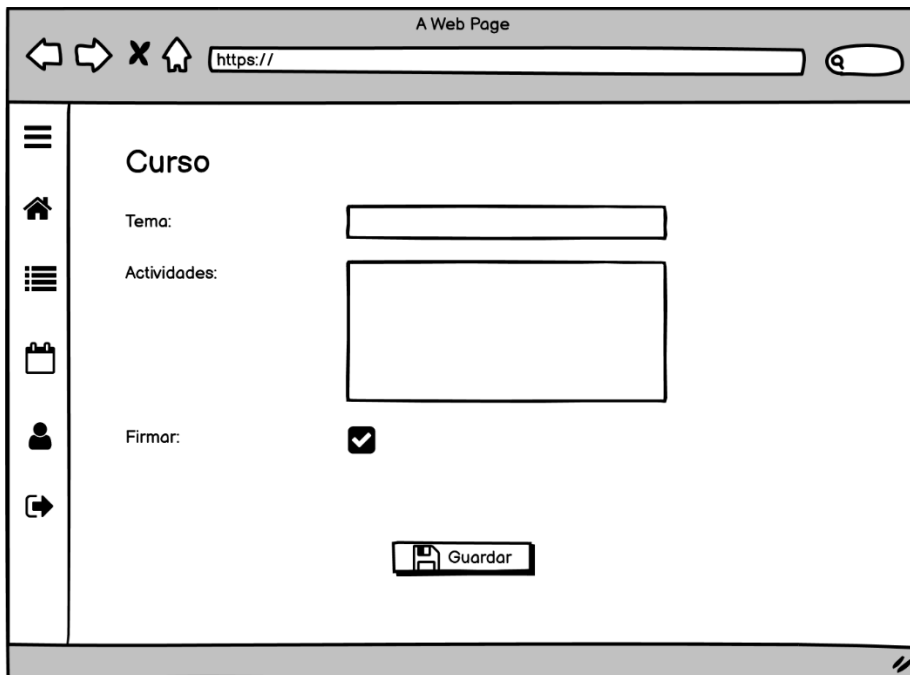 A Web Page
https://
Curso
Tema:
Actividades:
Firmar:
Guardar